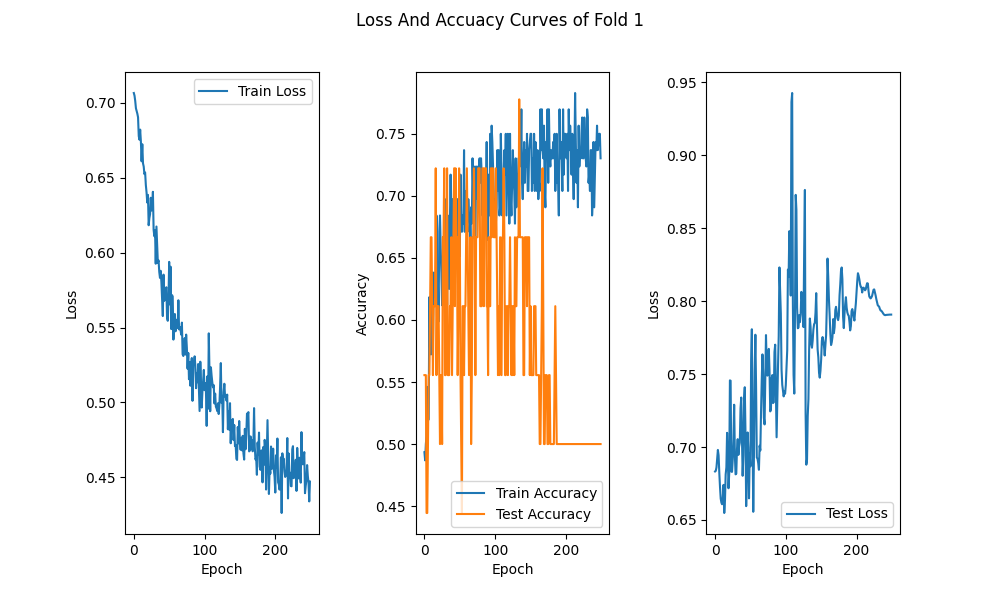 Loss And Accuacy Curves of Fold 1
Loss
0.70
0.65
0.60
0.55
0.50
0.45
Train Loss
0 100 200
Epoch
Accuracy
0.75
0.70
0.65
0.60
0.55
0.50
0.45
Train Accuracy
Test Accuracy
0 100 200
Epoch
Loss
0.95
0.90
0.85
0.80
0.75
0.70
0.65
Test Loss
0 100 200
Epoch